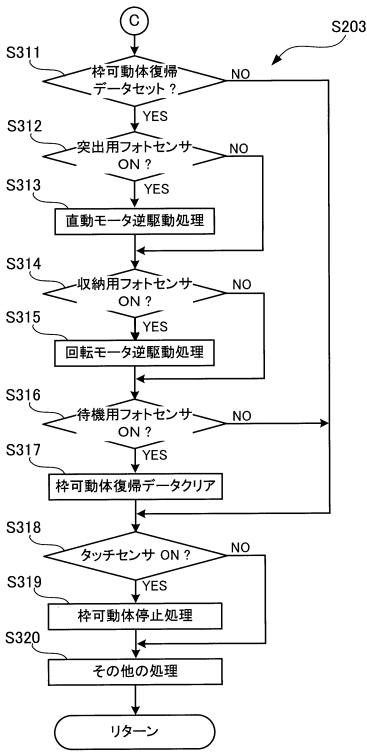 C
S203
S311
枠可動体復帰
データセット？
NO
YES
S312
突出用フォトセンサ
ON？
NO
YES
S313
直動モータ逆駆動処理
S314
収納用フォトセンサ
ON？
NO
YES
S315
回転モータ逆駆動処理
S316
待機用フォトセンサ
ON？
NO
YES
S317
枠可動体復帰データクリア
S318
タッチセンサ ON？
NO
YES
S319
枠可動体停止処理
S320
その他の処理
リターン